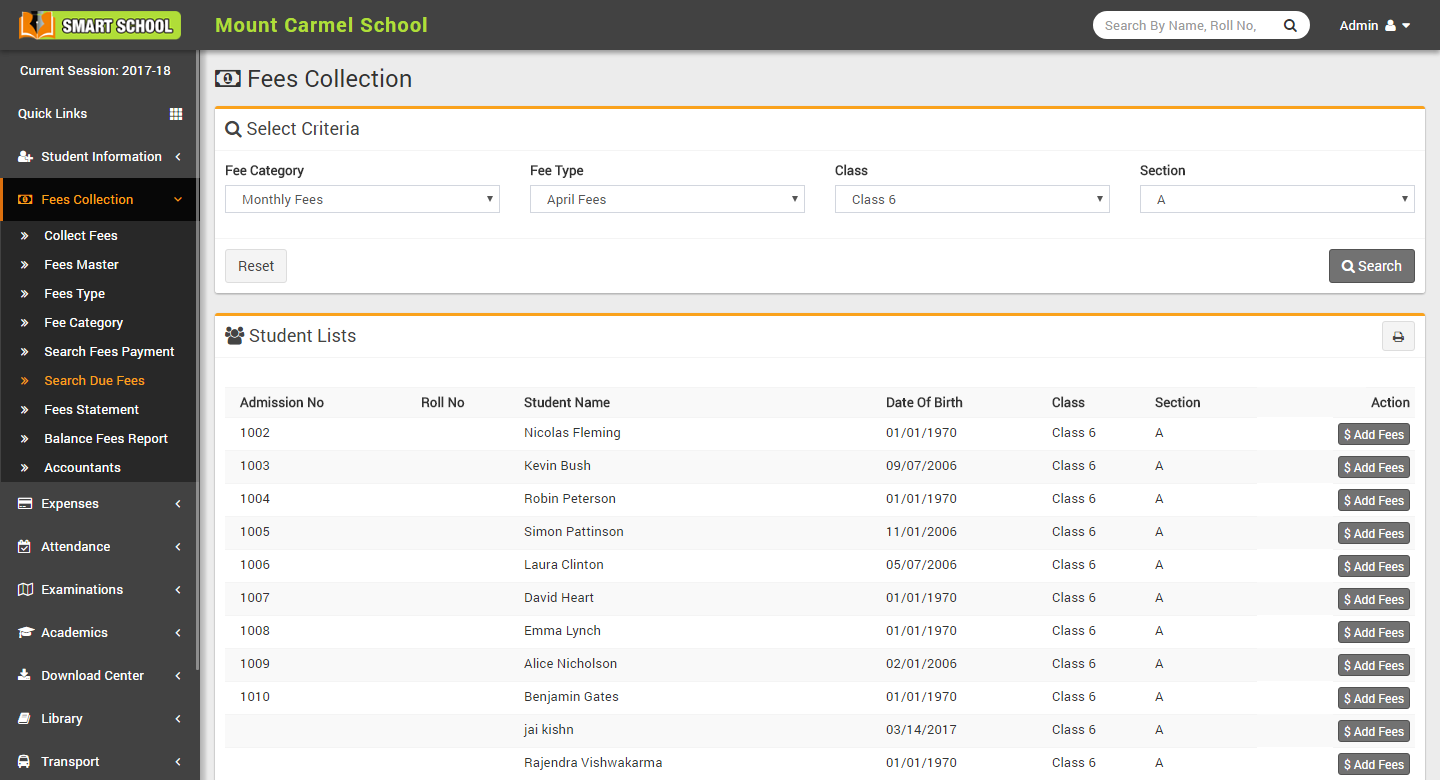 SMART SCHOOL
Mount Carmel School
Search By Name, Roll No,
Admin
Current Session: 2017-18
Quick Links
Student Information
Fees Collection
Collect Fees
Fees Master
Fees Type
Fee Category
Search Fees Payment
Search Due Fees
Fees Statement
Balance Fees Report
Accountants
Expenses
Attendance
Examinations
Academics
Download Center
Library
Transport
Fees Collection
Select Criteria
Fee Category Fee Type Class Section
Monthly Fees April Fees Class 6 A
Reset Search
Student Lists
Admission No Roll No Student Name Date Of Birth Class Section Action
1002 Nicolas Fleming 01/01/1970 Class 6 A $ Add Fees
1003 Kevin Bush 09/07/2006 Class 6 A $ Add Fees
1004 Robin Peterson 01/01/1970 Class 6 A $ Add Fees
1005 Simon Pattinson 11/01/2006 Class 6 A $ Add Fees
1006 Laura Clinton 05/07/2006 Class 6 A $ Add Fees
1007 David Heart 01/01/1970 Class 6 A $ Add Fees
1008 Emma Lynch 01/01/1970 Class 6 A $ Add Fees
1009 Alice Nicholson 02/01/2006 Class 6 A $ Add Fees
1010 Benjamin Gates 01/01/1970 Class 6 A $ Add Fees
jai kishn 03/14/2017 Class 6 A $ Add Fees
Rajendra Vishwakarma 01/01/1970 Class 6 A $ Add Fees